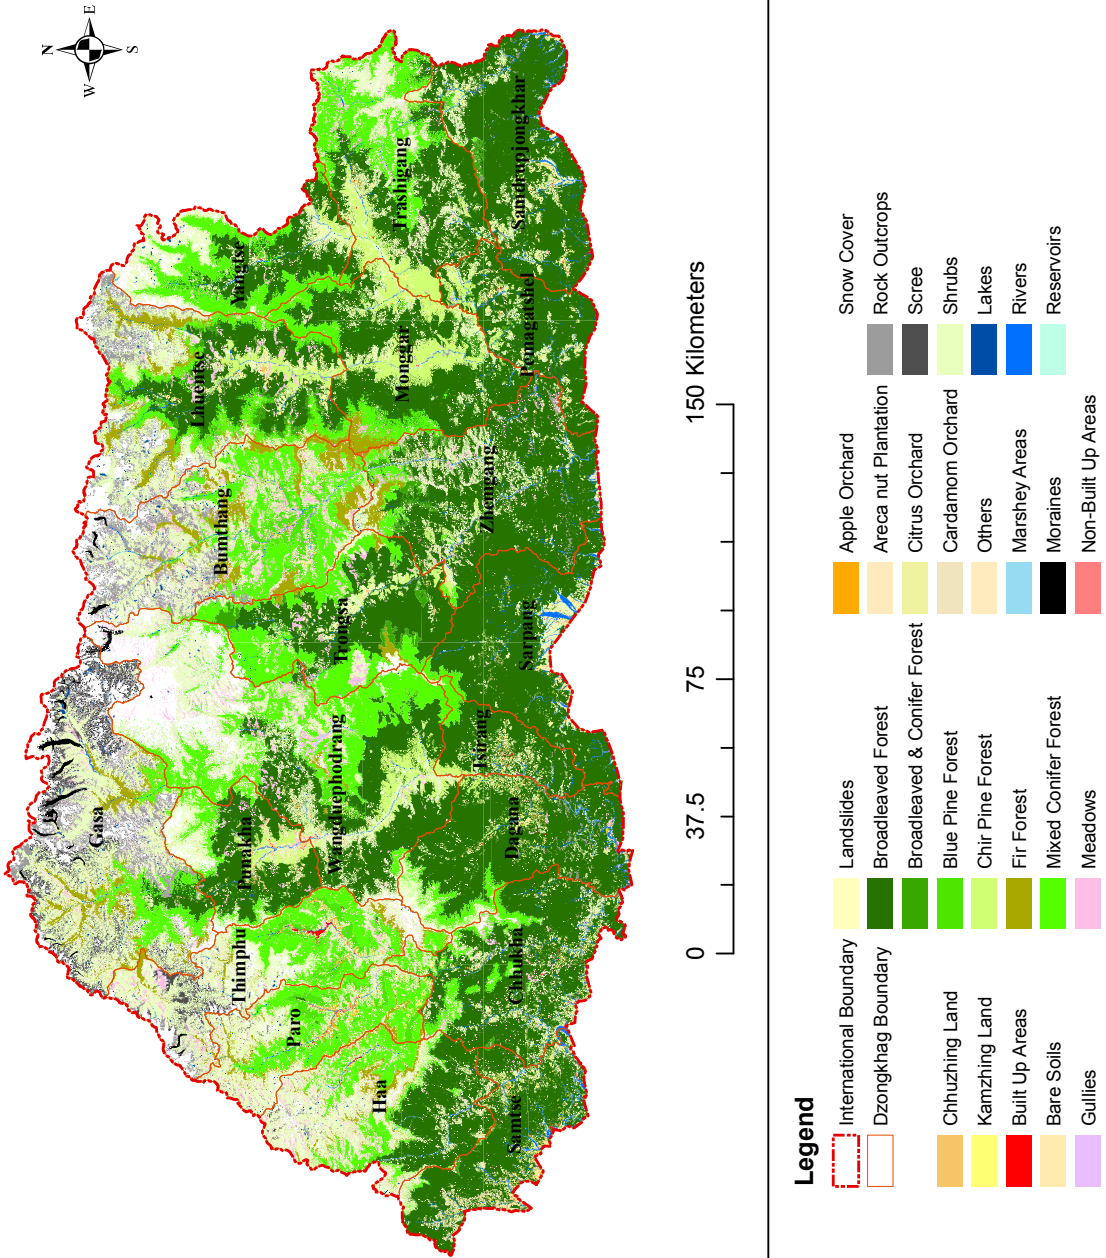 N
W
E
S
Gasa
Lhuentse
Bumthang
Yangtse
Thimphu
Punakha
Paro
Wangduephodrang
Trongsa
Haa
Monggar
Trashigang
Zhemgang
Tsirang
Dagana
Chhukha
Samtse
Sarpang
Pemagatshel
Samdrupjongkhar
0 37.5 75 150 Kilometers
Legend
International Boundary
Dzongkhag Boundary
Chhuzhing Land
Kamzhing Land
Built Up Areas
Bare Soils
Gullies
Landslides
Broadleaved Forest
Broadleaved & Conifer Forest
Blue Pine Forest
Chir Pine Forest
Fir Forest
Mixed Conifer Forest
Meadows
Apple Orchard
Areca nut Plantation
Citrus Orchard
Cardamom Orchard
Others
Marshey Areas
Moraines
Non-Built Up Areas
Snow Cover
Rock Outcrops
Scree
Shrubs
Lakes
Rivers
Reservoirs